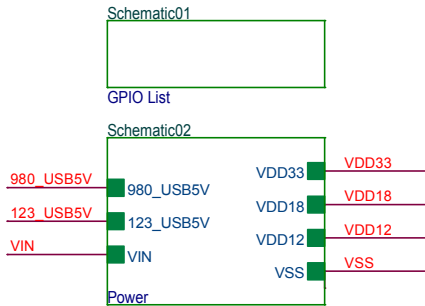 Schematic01
GPIO List
Schematic02
980_USB5V 980_USB5V VDD33 VDD33
123_USB5V 123_USB5V VDD18 VDD18
VIN VIN VDD12 VDD12
VSS VSS
Power